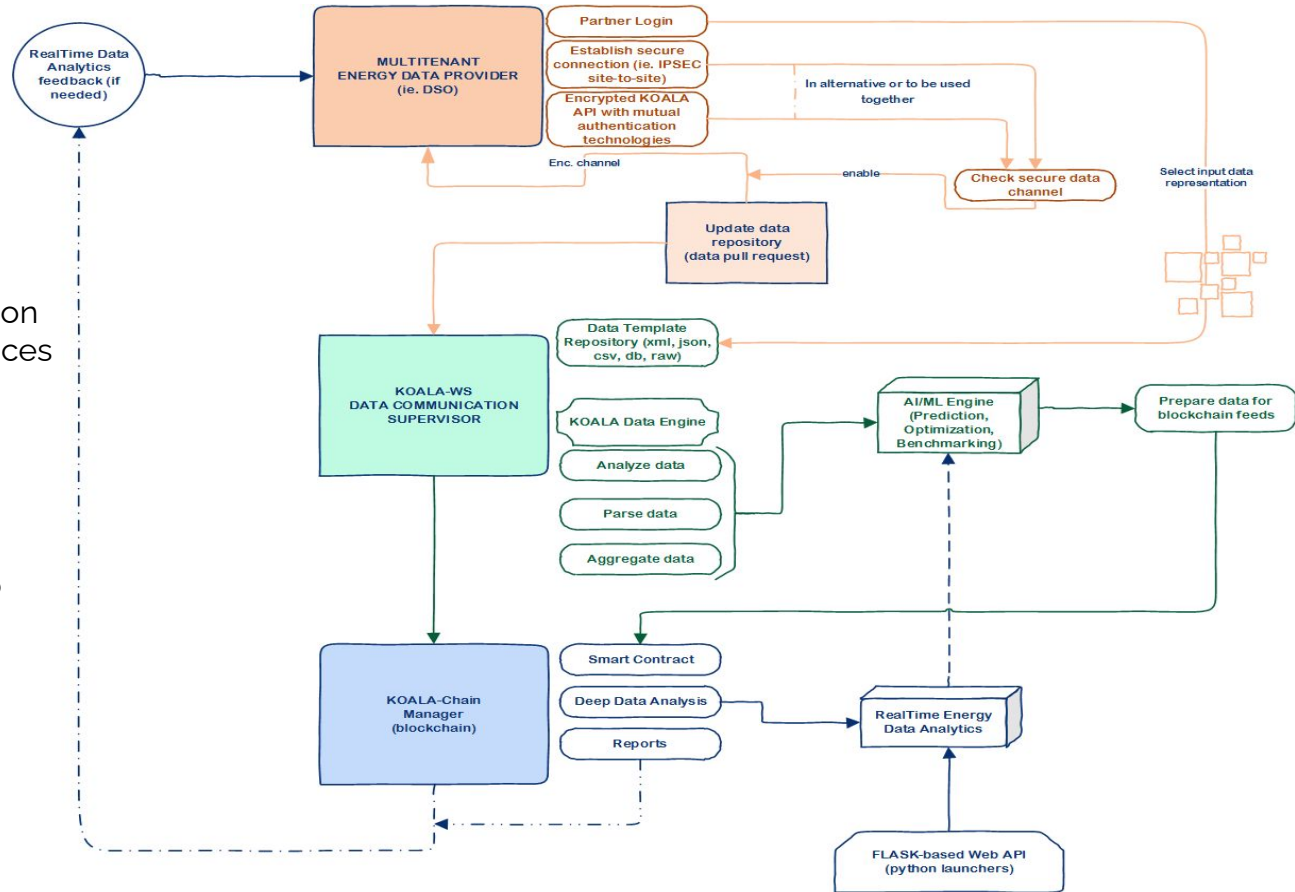 Partner Login
RealTime Data
Analytics
feedback (if
needed)
MULTITENANT
ENERGY DATA PROVIDER
(ie. DSO)
Establish secure
connection (ie. IPSEC
site-to-site)
In alternative or to be used
together
Encrypted KOALA
API with mutual
authentication
technologies
Enc. channel
enable
Check secure data
channel
Select input data
representation
Update data
repository
(data pull request)
on
ces
Data Template
Repository (xml, json,
csv, db, raw)
KOALA-WS
DATA COMMUNICATION
SUPERVISOR
KOALA Data Engine
Analyze data
Parse data
Aggregate data
AI/ML Engine
(Prediction,
Optimization,
Benchmarking)
Prepare data for
blockchain feeds
KOALA-Chain
Manager
(blockchain)
Smart Contract
Deep Data Analysis
Reports
RealTime Energy
Data Analytics
FLASK-based Web API
(python launchers)